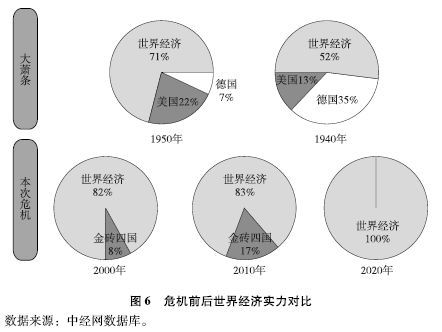 大萧条
世界经济
71%
美国22%
德国
7%
1950年
世界经济
52%
美国13%
德国35%
1940年
本次危机
世界经济
82%
金砖四国
8%
2000年
世界经济
83%
金砖四国
17%
2010年
世界经济
100%
2020年
图6 危机前后世界经济实力对比
数据来源：中经网数据库。